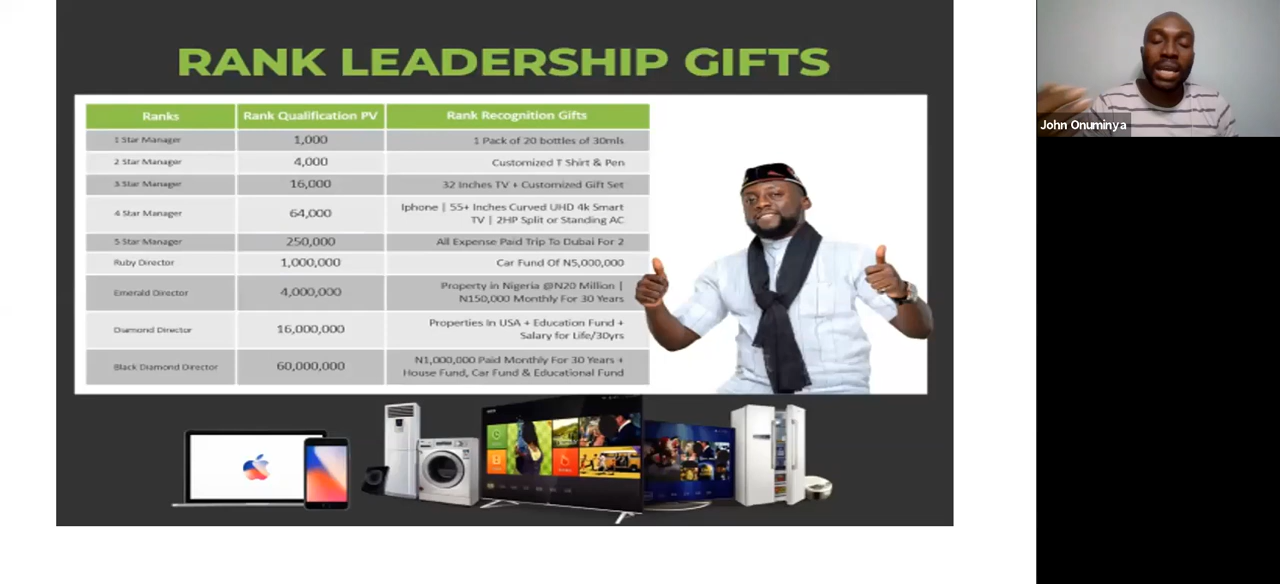 RANK LEADERSHIP GIFTS
Ranks Rank Qualification PV Rank Recognition Gifts
1 Star Manager 1,000 1 Pack of 20 bottles of 30mls
2 Star Manager 4,000 Customized T Shirt & Pen
3 Star Manager 16,000 32 Inches TV + Customized Gift Set
4 Star Manager 64,000 Iphone | 55+ Inches Curved UHD 4k Smart
TV | 2HP Split or Standing AC
5 Star Manager 250,000 All Expense Paid Trip To Dubai For 2
Ruby Director 1,000,000 Car Fund Of N5,000,000
Emerald Director 4,000,000 Property in Nigeria @N20 Million |
N150,000 Monthly For 30 Years
Diamond Director 16,000,000 Properties In USA + Education Fund +
Salary for Life/30yrs
Black Diamond Director 60,000,000 N1,000,000 Paid Monthly For 30 Years +
House Fund, Car Fund & Educational Fund
John Onuminya